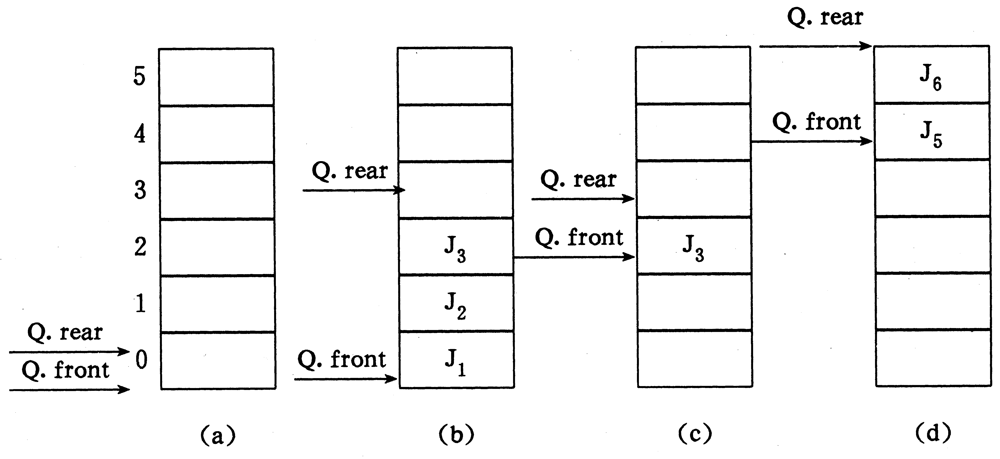 Q. rear
5
J6
4
Q. front
J5
Q. rear
3
Q. rear
2
J3
Q. front
J3
1
J2
Q. rear
0
Q. front
Q. front
J1
(a)
(b)
(c)
(d)